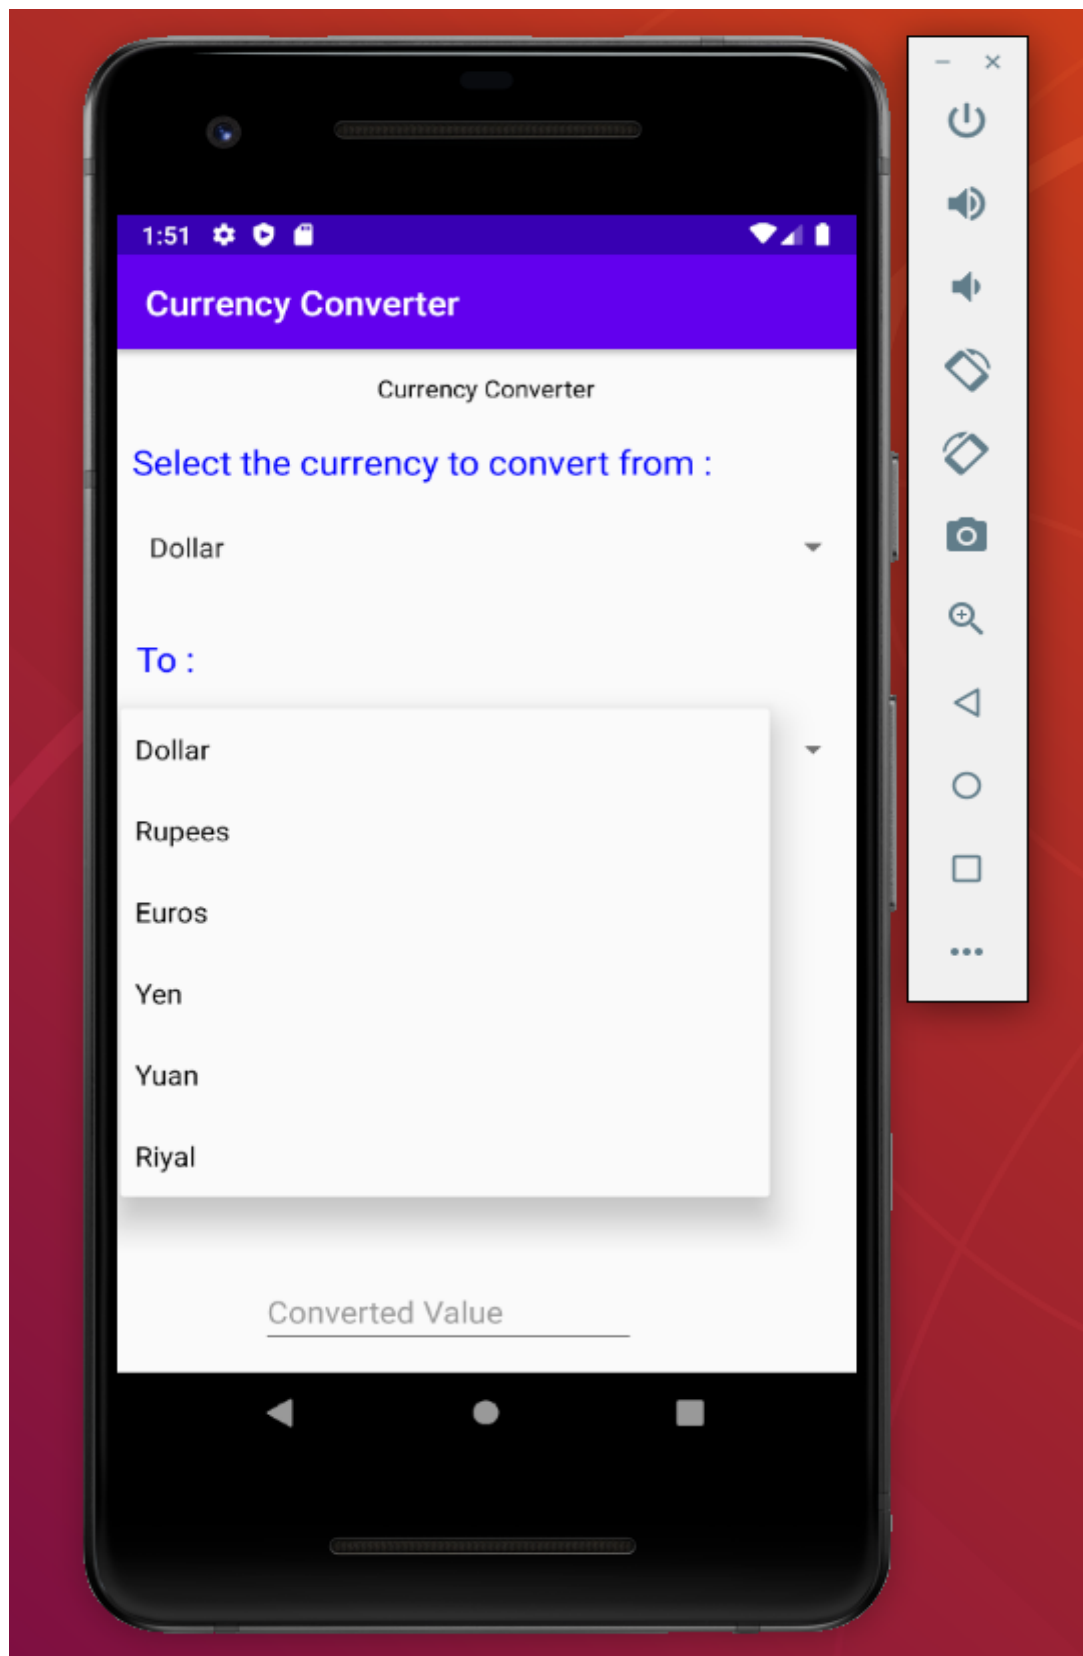 1:51
Currency Converter
Currency Converter
Select the currency to convert from :
Dollar
To :
Dollar
Rupees
Euros
Yen
Yuan
Riyal
Converted Value